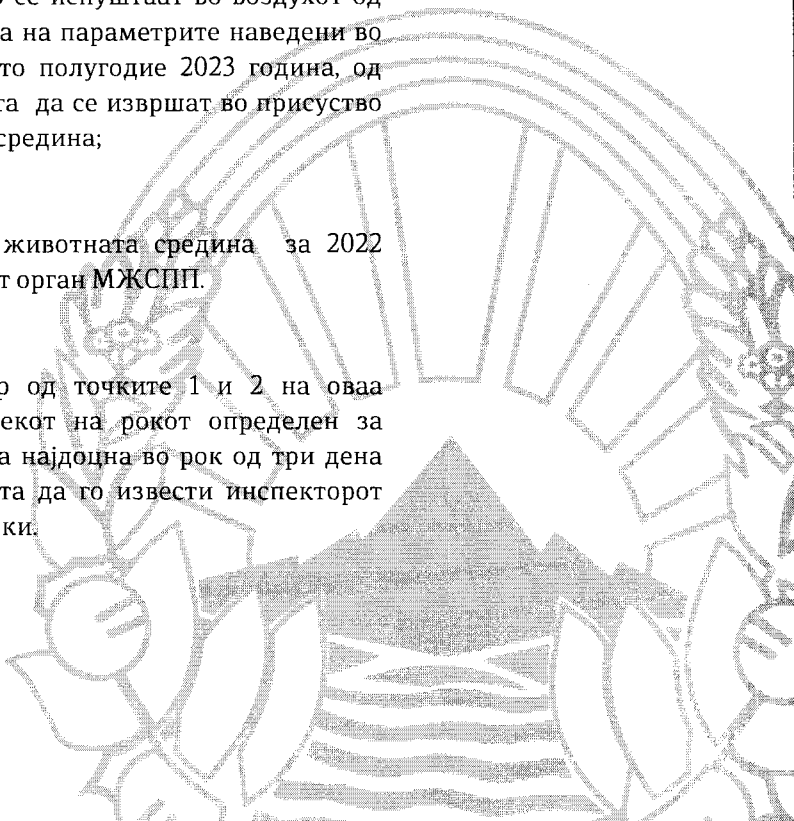 се испуштаат во воздухот од
а на параметрите наведени во
то полугодие 2023 година, од
та да се извршат во присуство
средина;
животната средина за 2022
т орган МЖСПП.
р од точките 1 и 2 на оваа
екот на рокот определен за
а најдоцна во рок од три дена
та да го извести инспекторот
ки.